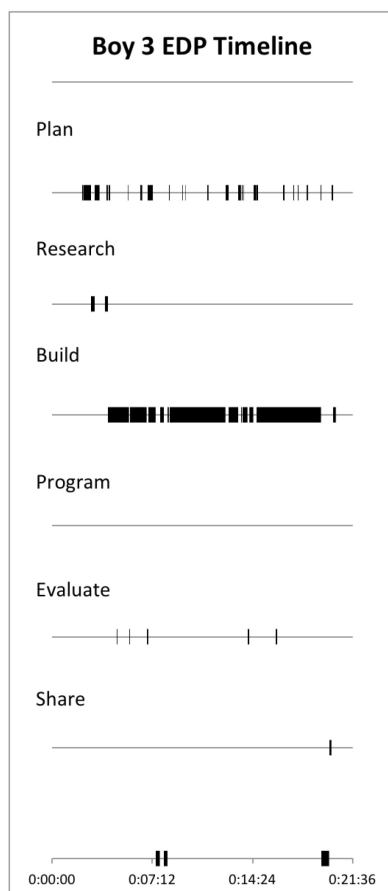 Boy 3 EDP Timeline
Plan
Research
Build
Program
Evaluate
Share
0:00:00 0:07:12 0:14:24 0:21:36